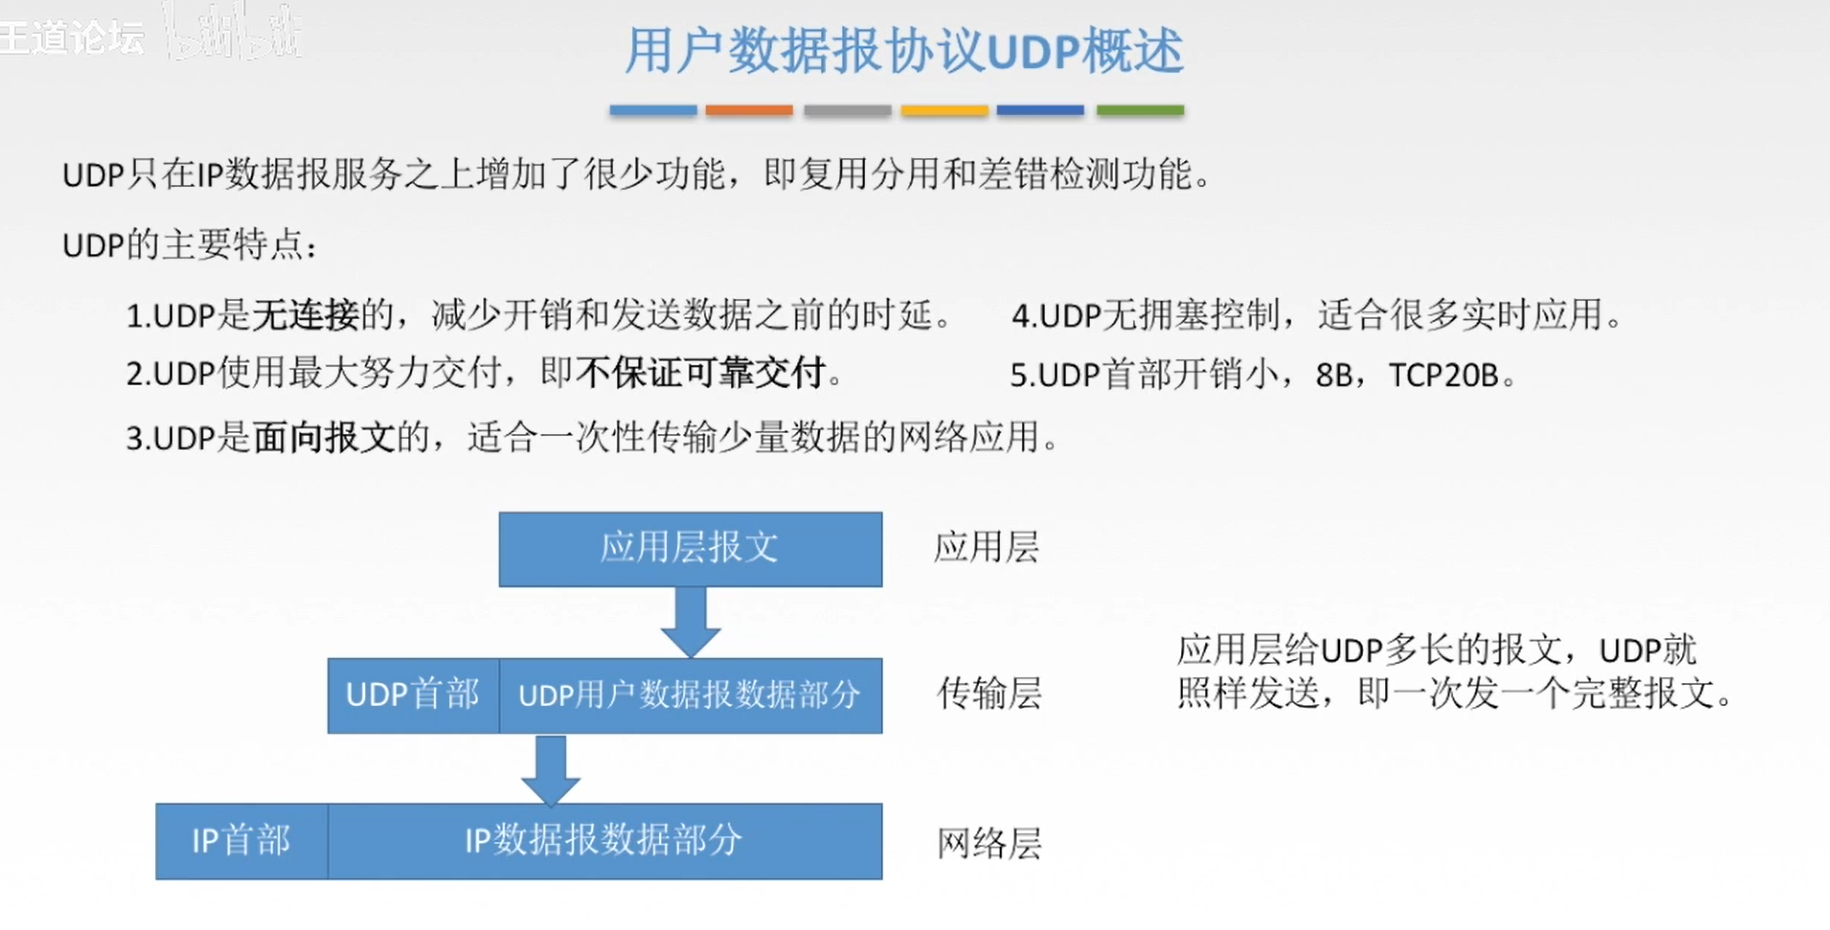 王道论坛 bilibili
用户数据报协议UDP概述
UDP只在IP数据报服务之上增加了很少功能，即复用分用和差错检测功能。
UDP的主要特点：
1.UDP是无连接的，减少开销和发送数据之前的时延。
2.UDP使用最大努力交付，即不保证可靠交付。
3.UDP是面向报文的，适合一次性传输少量数据的网络应用。
4.UDP无拥塞控制，适合很多实时应用。
5.UDP首部开销小，8B，TCP20B。
应用层报文
应用层
UDP首部
UDP用户数据报数据部分
传输层
应用层给UDP多长的报文，UDP就
照样发送，即一次发一个完整报文。
IP首部
IP数据报数据部分
网络层